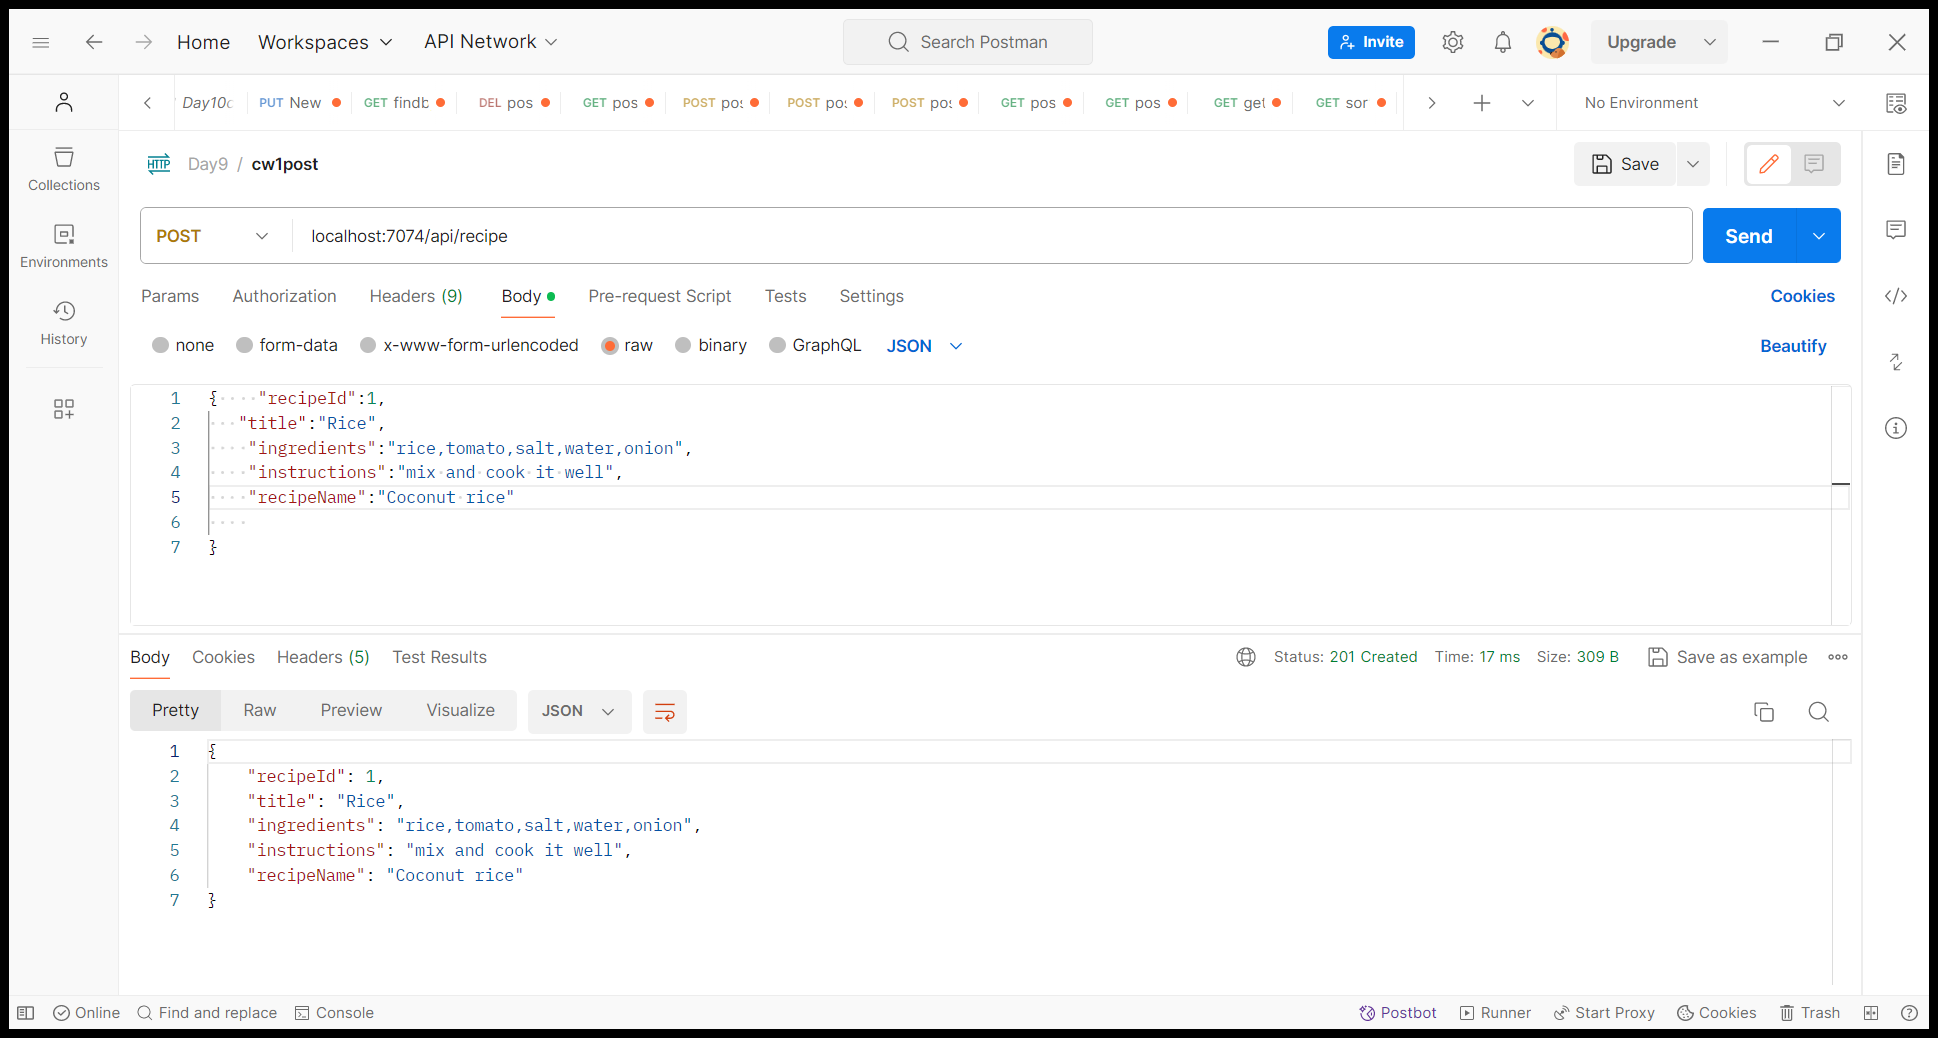 Home Workspaces API Network Search Postman Invite Upgrade
Day10c PUT New GET findb DEL pos GET pos POST pos POST pos POST pos GET pos GET pos GET get GET sor No Environment
HTTP Day9 / cw1post Save
Collections
POST localhost:7074/api/recipe Send
Environments
Params Authorization Headers (9) Body Pre-request Script Tests Settings Cookies
History
none form-data x-www-form-urlencoded raw binary GraphQL JSON Beautify
1 { "recipeId":1,
2 "title":"Rice",
3 "ingredients":"rice,tomato,salt,water,onion",
4 "instructions":"mix and cook it well",
5 "recipeName":"Coconut rice"
6
7 }
Body Cookies Headers (5) Test Results Status: 201 Created Time: 17 ms Size: 309 B Save as example
Pretty Raw Preview Visualize JSON
1 {
2 "recipeId": 1,
3 "title": "Rice",
4 "ingredients": "rice,tomato,salt,water,onion",
5 "instructions": "mix and cook it well",
6 "recipeName": "Coconut rice"
7 }
Online Find and replace Console Postbot Runner Start Proxy Cookies Trash